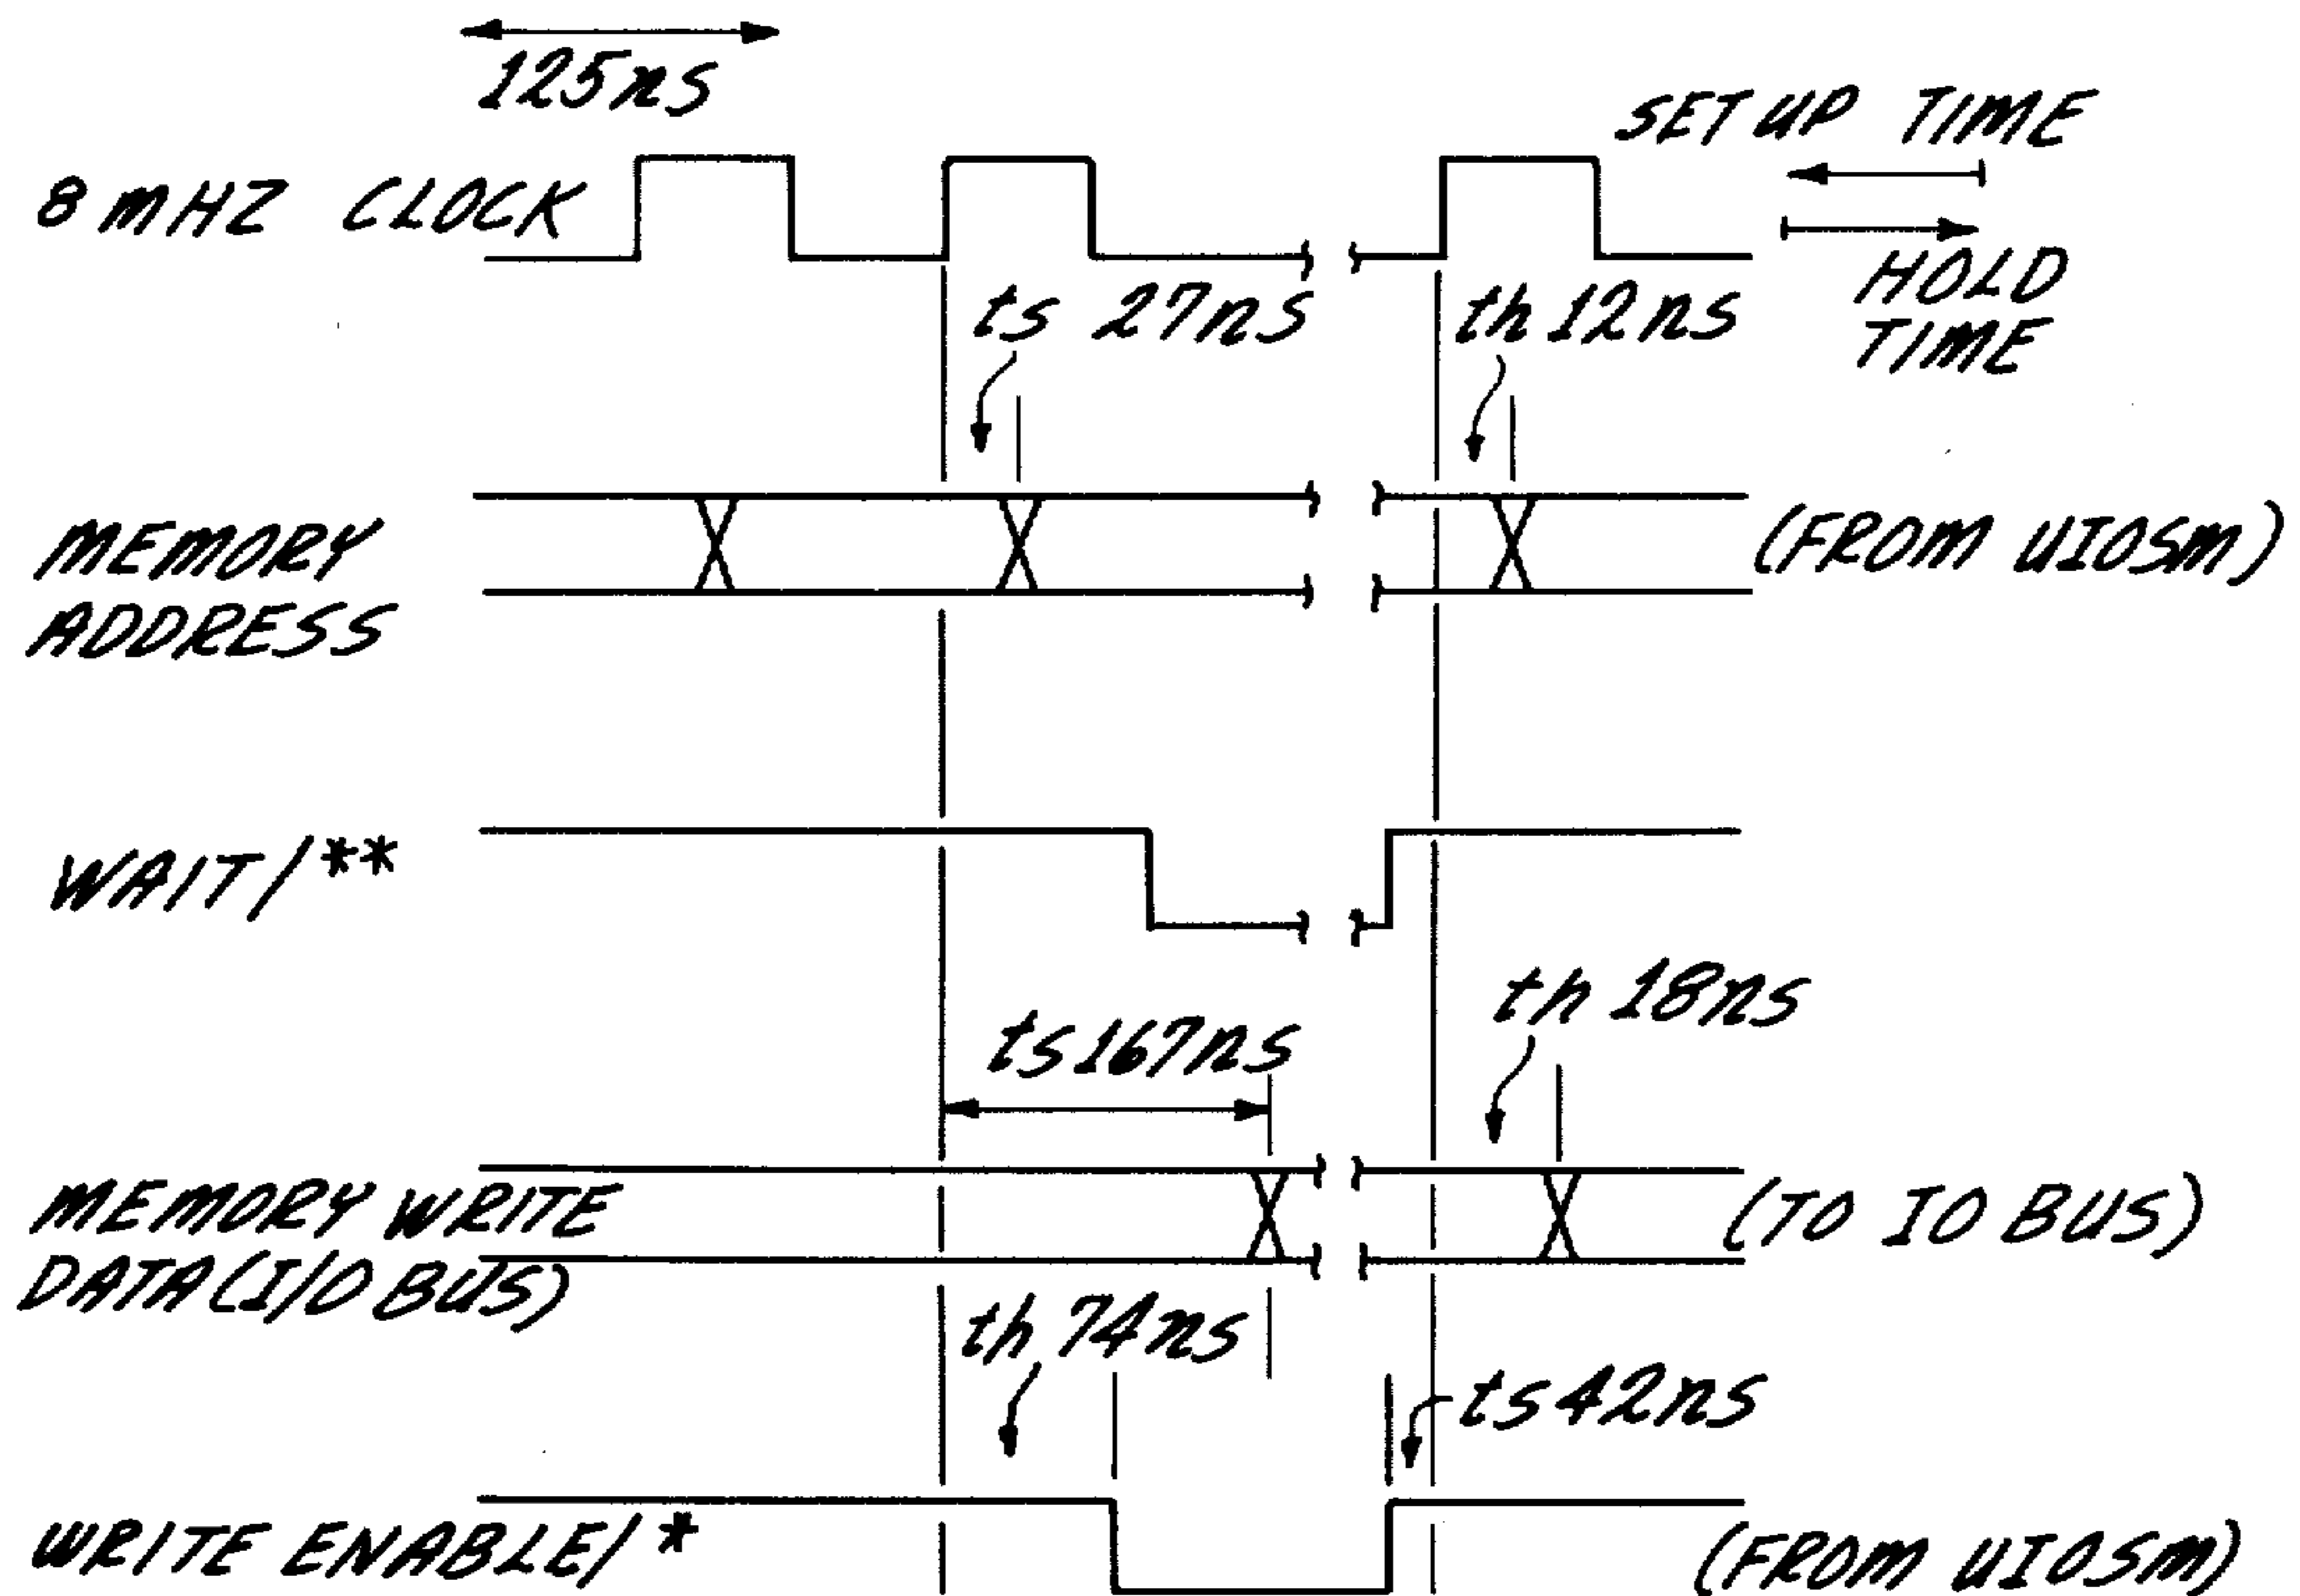 125ns
8 MHZ CLOCK
SET UP TIME
HOLD
TIME
ts 27ns
th 12ns
MEMORY
ADDRESS
(FROM UIOSM)
WAIT/**
th 18ns
ts 167ns
MEMORY WRITE
DATA (I/O BUS)
(TO IO BUS)
th 74ns
ts 42ns
WRITE ENABLE/*
(FROM UIOSM)